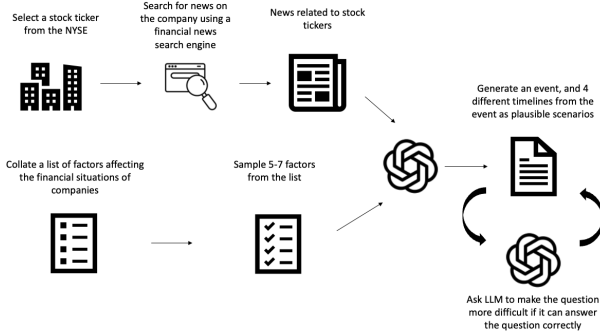 Select a stock ticker
from the NYSE
Search for news on
the company using a
financial news
search engine
News related to stock
tickers
Generate an event, and 4
different timelines from the
event as plausible scenarios
Collate a list of factors affecting
the financial situations of
companies
Sample 5-7 factors
from the list
Ask LLM to make the question
more difficult if it can answer
the question correctly